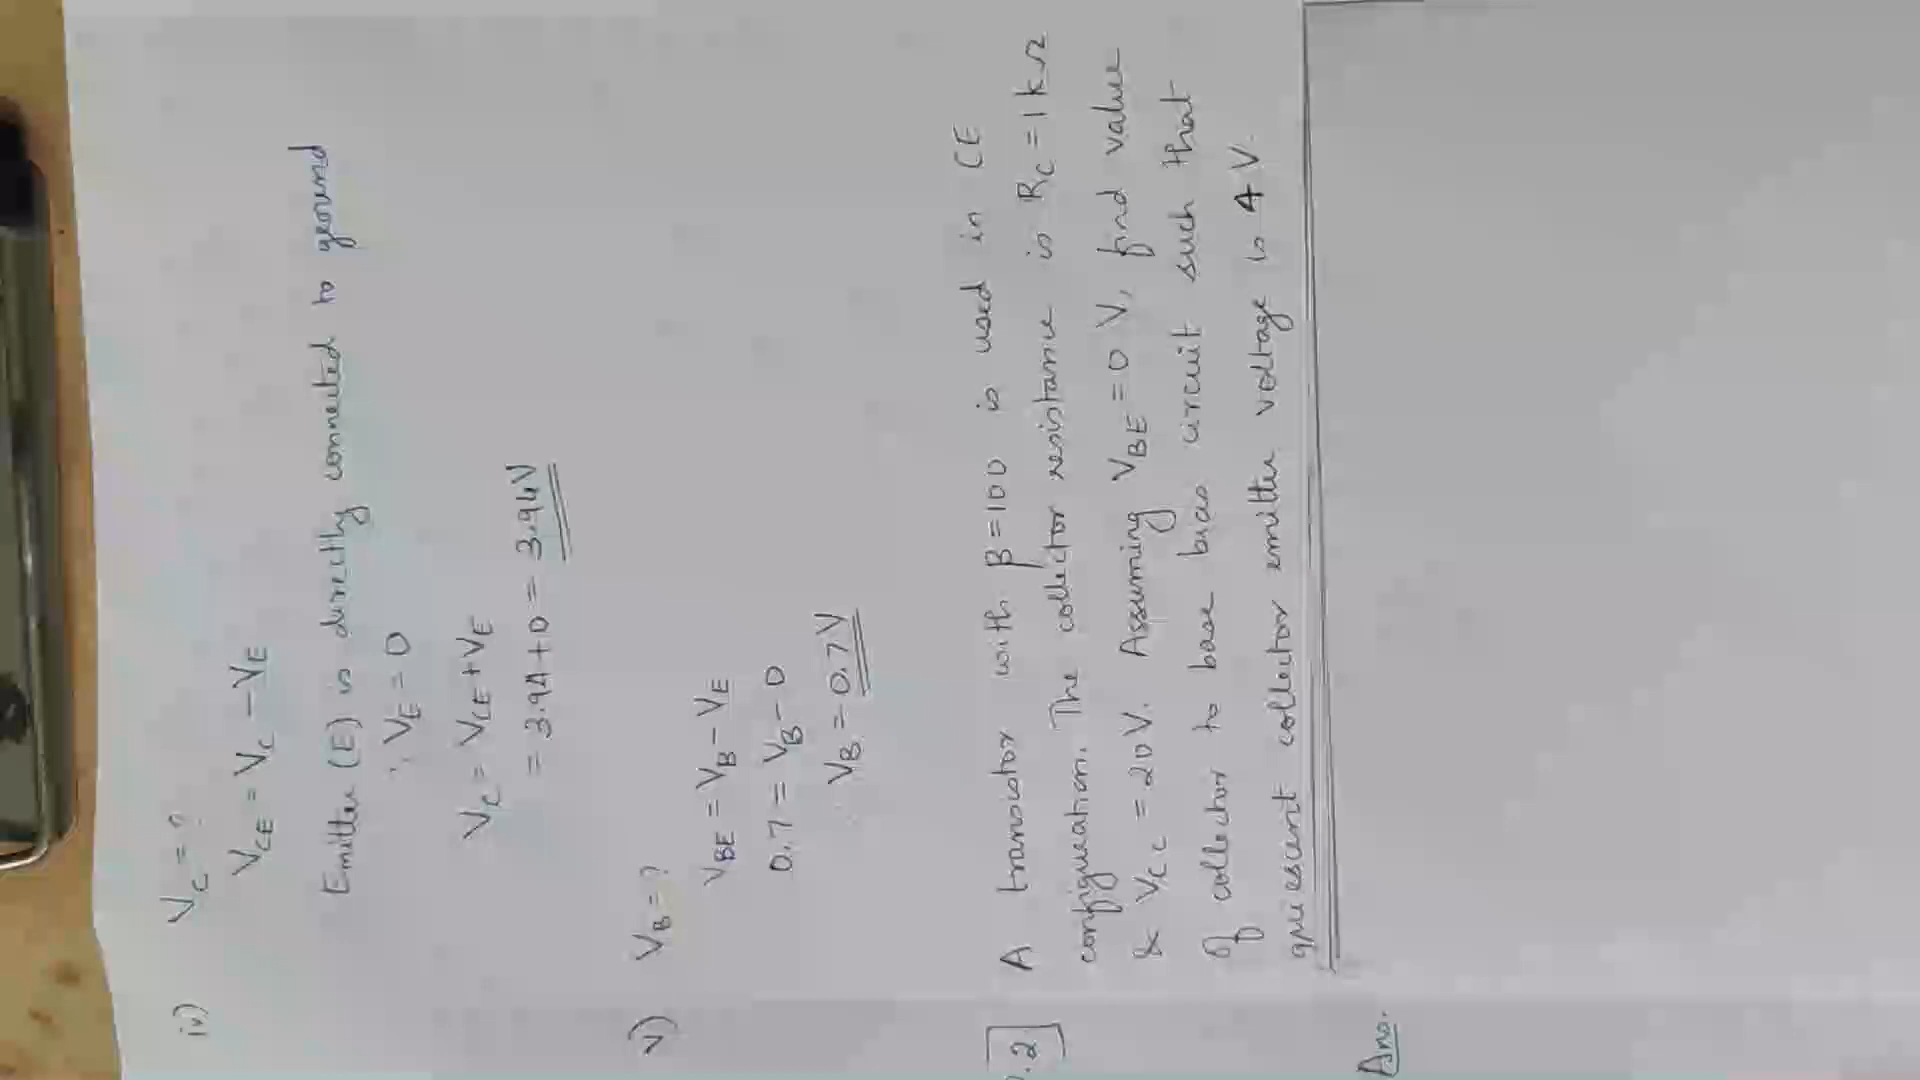 iv) V_C = ?
V_CE = V_C - V_E
Emitter (E) is directly connected to ground
∴ V_E = 0
V_C = V_CE + V_E
= 3.94 + 0 = 3.94V
v) V_B = ?
V_BE = V_B - V_E
0.7 = V_B - 0
∴ V_B = 0.7V
.2 A transistor with β = 100 is used in CE
configuration. The collector resistance is R_C = 1 kΩ
& V_CC = 20V. Assuming V_BE = 0 V, find value
of collector to base bias circuit such that
quiescent collector emitter voltage is 4 V.
Ans.